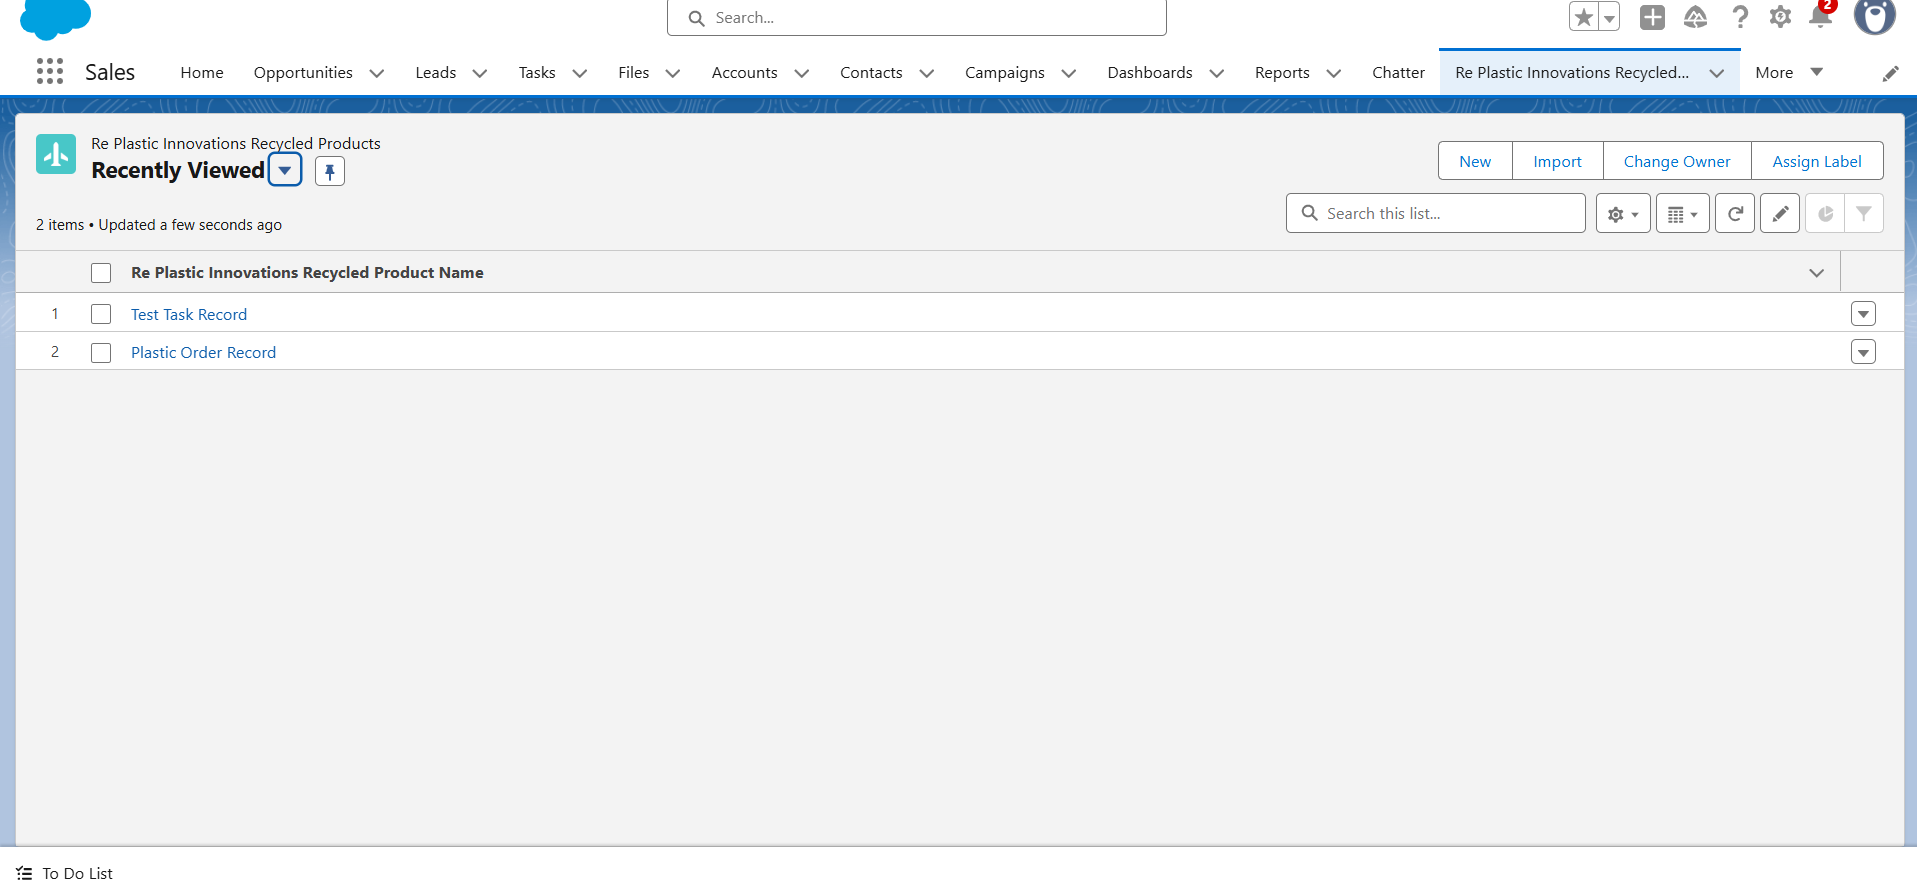 Search...
2
Sales
Home
Opportunities
Leads
Tasks
Files
Accounts
Contacts
Campaigns
Dashboards
Reports
Chatter
Re Plastic Innovations Recycled...
More
Re Plastic Innovations Recycled Products
Recently Viewed
New
Import
Change Owner
Assign Label
2 items • Updated a few seconds ago
Search this list...
Re Plastic Innovations Recycled Product Name
1 Test Task Record
2 Plastic Order Record
To Do List